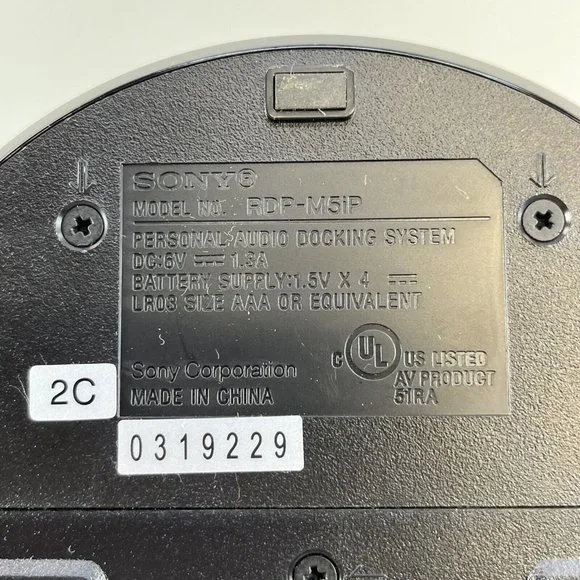 SONY®
MODEL NO. RDP-M5iP
PERSONAL AUDIO DOCKING SYSTEM
DC:6V ⎓ 1.3A
BATTERY SUPPLY:1.5V X 4 ⎓
LR03 SIZE AAA OR EQUIVALENT
C UL US LISTED
AV PRODUCT
51RA
Sony Corporation
MADE IN CHINA
2C
0319229